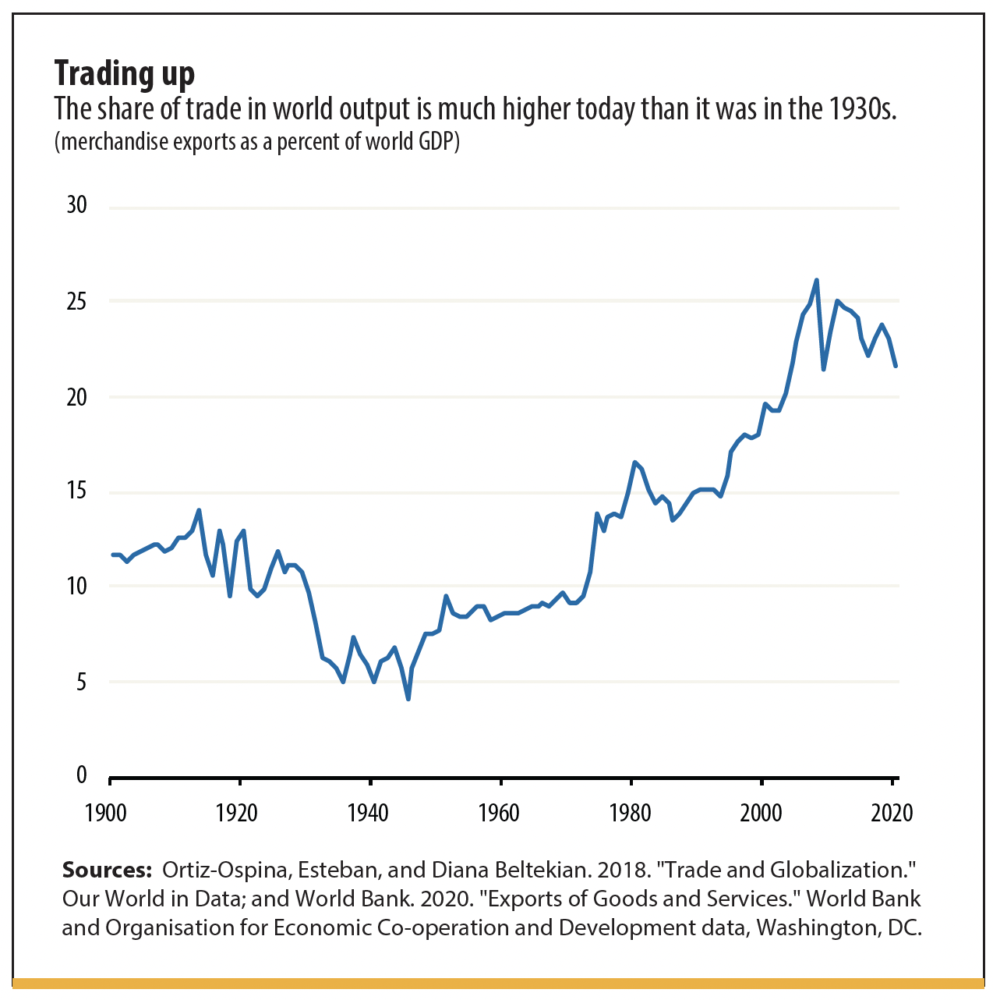 Trading up
The share of trade in world output is much higher today than it was in the 1930s.
(merchandise exports as a percent of world GDP)
30
25
20
15
10
5
0
1900 1920 1940 1960 1980 2000 2020
Sources: Ortiz-Ospina, Esteban, and Diana Beltekian. 2018. "Trade and Globalization."
Our World in Data; and World Bank. 2020. "Exports of Goods and Services." World Bank
and Organisation for Economic Co-operation and Development data, Washington, DC.